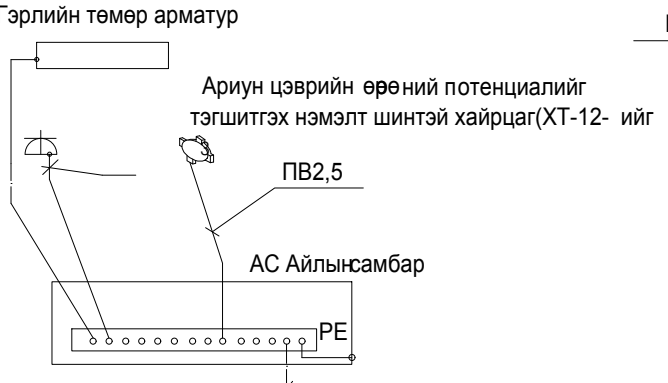 Гэрлийн төмөр арматур
Ариун цэврийн өрөөний потенциалийг
тэгшитгэх нэмэлт шинтэй хайрцаг(ХТ-12- ийг
ПВ2,5
АС Айлын самбар
РЕ